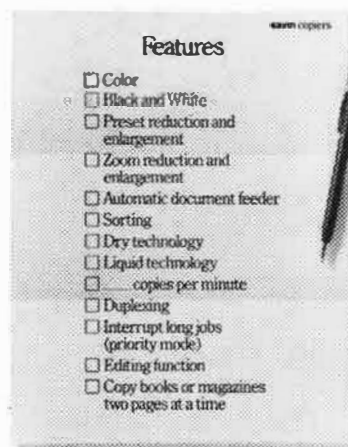 savin copiers
Features
Color
Black and White
Preset reduction and
enlargement
Zoom reduction and
enlargement
Automatic document feeder
Sorting
Dry technology
Liquid technology
____ copies per minute
Duplexing
Interrupt long jobs
(priority mode)
Editing function
Copy books or magazines
two pages at a time